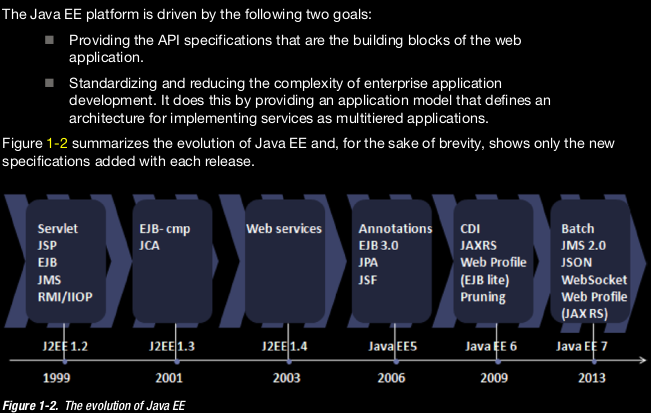 The Java EE platform is driven by the following two goals:
Providing the API specifications that are the building blocks of the web
application.
Standardizing and reducing the complexity of enterprise application
development. It does this by providing an application model that defines an
architecture for implementing services as multitiered applications.
Figure 1-2 summarizes the evolution of Java EE and, for the sake of brevity, shows only the new
specifications added with each release.
Servlet
JSP
EJB
JMS
RMI/IIOP
EJB- cmp
JCA
Web services
Annotations
EJB 3.0
JPA
JSF
CDI
JAXRS
Web Profile
(EJB lite)
Pruning
Batch
JMS 2.0
JSON
WebSocket
Web Profile
(JAX RS)
J2EE 1.2
J2EE 1.3
J2EE 1.4
Java EE5
Java EE 6
Java EE 7
1999
2001
2003
2006
2009
2013
Figure 1-2. The evolution of Java EE